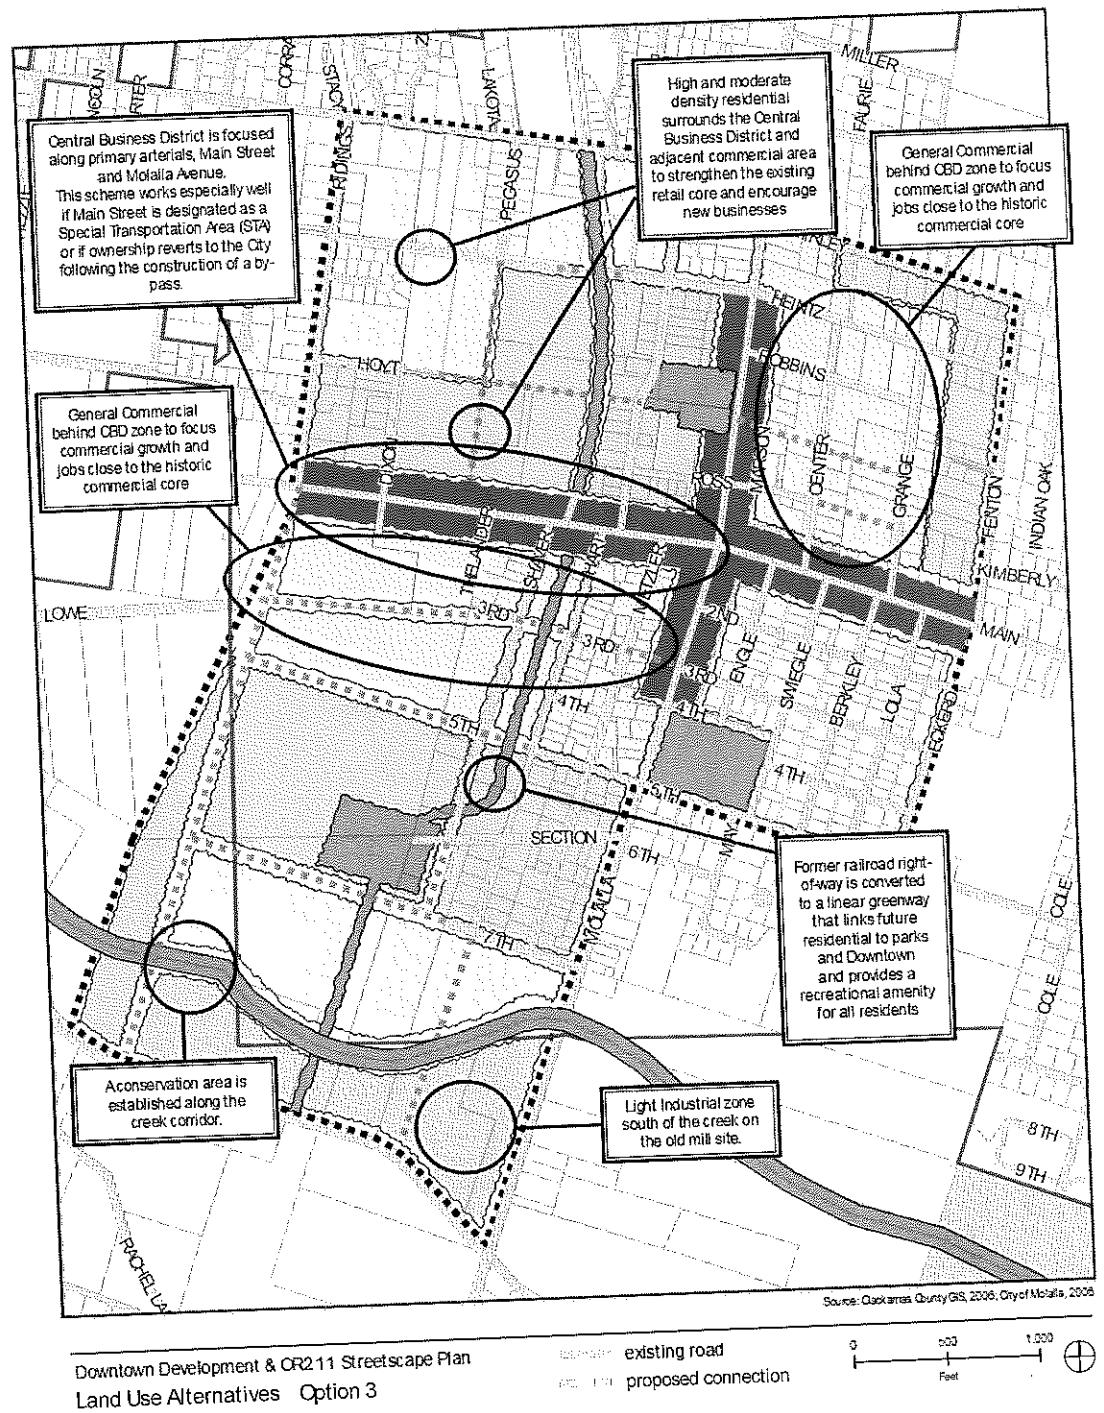 MILLER
LINCOLN
CORRA
STACY
LAKOTA
FAURIE
RIDINGS
PEGASUS
Central Business District is focused
along primary arterials, Main Street
and Molalla Avenue.
This scheme works especially well
if Main Street is designated as a
Special Transportation Area (STA)
or if ownership reverts to the City
following the construction of a by-
pass.
High and moderate
density residential
surrounds the Central
Business District and
adjacent commercial area
to strengthen the existing
retail core and encourage
new businesses
General Commercial
behind CBD zone to focus
commercial growth and
jobs close to the historic
commercial core
HEINTZ
ROBBINS
HOYT
General Commercial
behind CBD zone to focus
commercial growth and
jobs close to the historic
commercial core
DIXON
ROSS
MARSON
CENTER
GRANGE
FENTON
INDIAN OAK
KIMBERLY
THELANDER
SHAVER
HART
METZLER
LOWE
3RD
3RD
2ND
MAIN
ENGLE
SWEGLE
BERKLEY
LOLA
ECKERD
3RD
4TH
4TH
5TH
4TH
5TH
SECTION
6TH
MAY
MOLALLA
7TH
COLE
COLE
Former railroad right-
of-way is converted
to a linear greenway
that links future
residential to parks
and Downtown
and provides a
recreational amenity
for all residents
A conservation area is
established along the
creek corridor.
Light Industrial zone
south of the creek on
the old mill site.
8TH
9TH
RACHEL LA
Source: Clackamas County GIS, 2006; City of Molalla, 2006
Downtown Development & OR211 Streetscape Plan
Land Use Alternatives Option 3
existing road
proposed connection
0 500 1,000
Feet